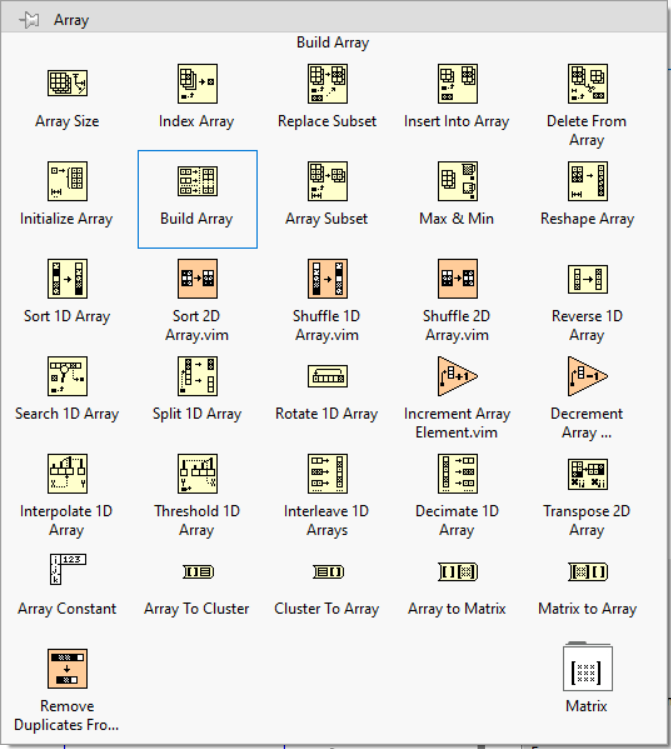 Array
Build Array
Array Size
Index Array
Replace Subset
Insert Into Array
Delete From
Array
Initialize Array
Build Array
Array Subset
Max & Min
Reshape Array
Sort 1D Array
Sort 2D
Array.vim
Shuffle 1D
Array.vim
Shuffle 2D
Array.vim
Reverse 1D
Array
Search 1D Array
Split 1D Array
Rotate 1D Array
+1
Increment Array
Element.vim
-1
Decrement
Array ...
Interpolate 1D
Array
Threshold 1D
Array
Interleave 1D
Arrays
Decimate 1D
Array
Transpose 2D
Array
123
Array Constant
Array To Cluster
Cluster To Array
Array to Matrix
Matrix to Array
Remove
Duplicates Fro...
Matrix